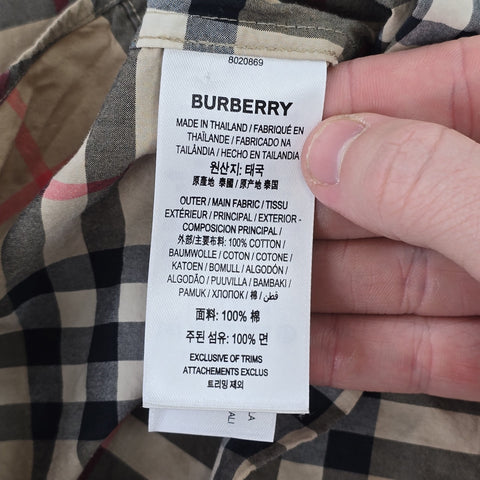 8020869
BURBERRY
MADE IN THAILAND / FABRIQUÉ EN
THAÏLANDE / FABRICADO NA
TAILÂNDIA / HECHO EN TAILANDIA
원산지: 태국
原產地 泰國 / 原产地 泰国
OUTER / MAIN FABRIC / TISSU
EXTÉRIEUR / PRINCIPAL / EXTERIOR -
COMPOSICIÓN PRINCIPAL /
外部/主要布料: 100% COTTON /
BAUMWOLLE / COTON / COTONE /
KATOEN / BOMULL / ALGODÓN /
ALGODÃO / PUUVILLA / BAMBAKI /
PAMUK / ХЛОПОК / 棉 / قطن
面料: 100% 棉
주된 섬유: 100% 면
EXCLUSIVE OF TRIMS
ATTACHEMENTS EXCLUS
트리밍 제외